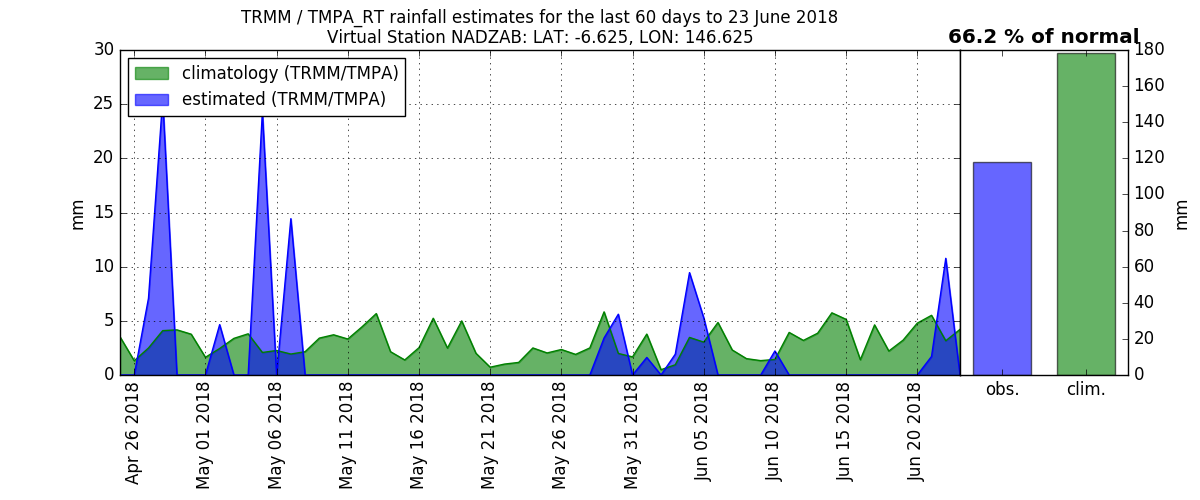 TRMM / TMPA_RT rainfall estimates for the last 60 days to 23 June 2018
Virtual Station NADZAB: LAT: -6.625, LON: 146.625
66.2 % of normal
climatology (TRMM/TMPA)
estimated (TRMM/TMPA)
mm
30
25
20
15
10
5
0
180
160
140
120
100
80
60
40
20
0
mm
Apr 26 2018
May 01 2018
May 06 2018
May 11 2018
May 16 2018
May 21 2018
May 26 2018
May 31 2018
Jun 05 2018
Jun 10 2018
Jun 15 2018
Jun 20 2018
obs.
clim.